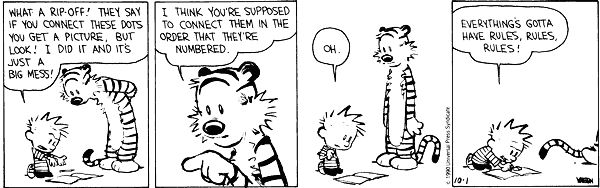 WHAT A RIP-OFF! THEY SAY
IF YOU CONNECT THESE DOTS
YOU GET A PICTURE, BUT
LOOK! I DID IT AND IT'S
JUST A
BIG MESS!
I THINK YOU'RE SUPPOSED
TO CONNECT THEM IN THE
ORDER THAT THEY'RE
NUMBERED.
OH.
© 1990 Universal Press Syndicate
EVERYTHING'S GOTTA
HAVE RULES, RULES,
RULES!
10-1